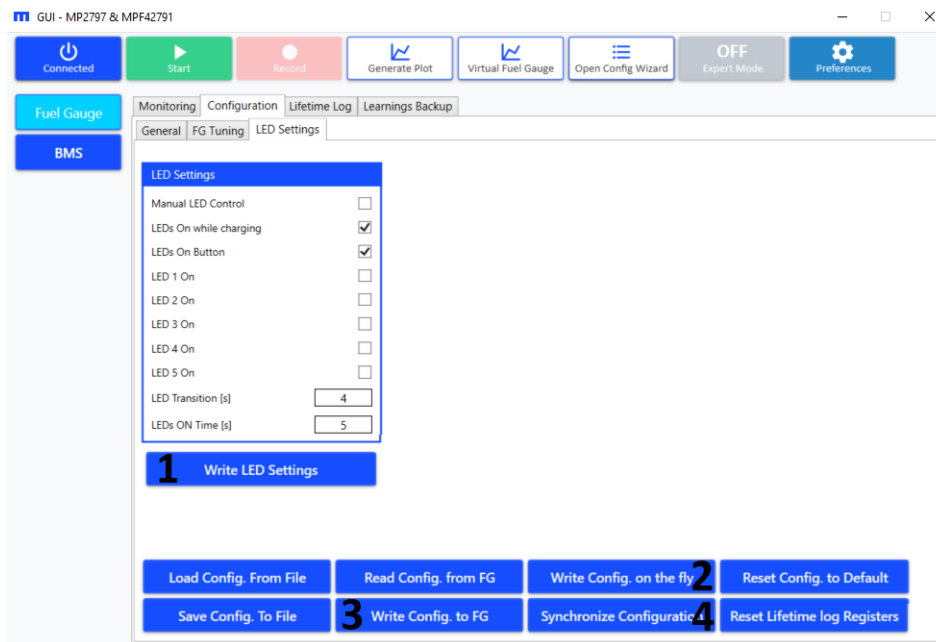 GUI - MP2797 & MPF42791
Connected Start Record Generate Plot Virtual Fuel Gauge Open Config Wizard OFF Expert Mode Preferences
Fuel Gauge
BMS
Monitoring Configuration Lifetime Log Learnings Backup
General FG Tuning LED Settings
LED Settings
Manual LED Control
LEDs On while charging
LEDs On Button
LED 1 On
LED 2 On
LED 3 On
LED 4 On
LED 5 On
LED Transition [s] 4
LEDs ON Time [s] 5
1 Write LED Settings
Load Config. From File Read Config. from FG Write Config. on the fly 2 Reset Config. to Default
Save Config. To File 3 Write Config. to FG Synchronize Configuration 4 Reset Lifetime log Registers